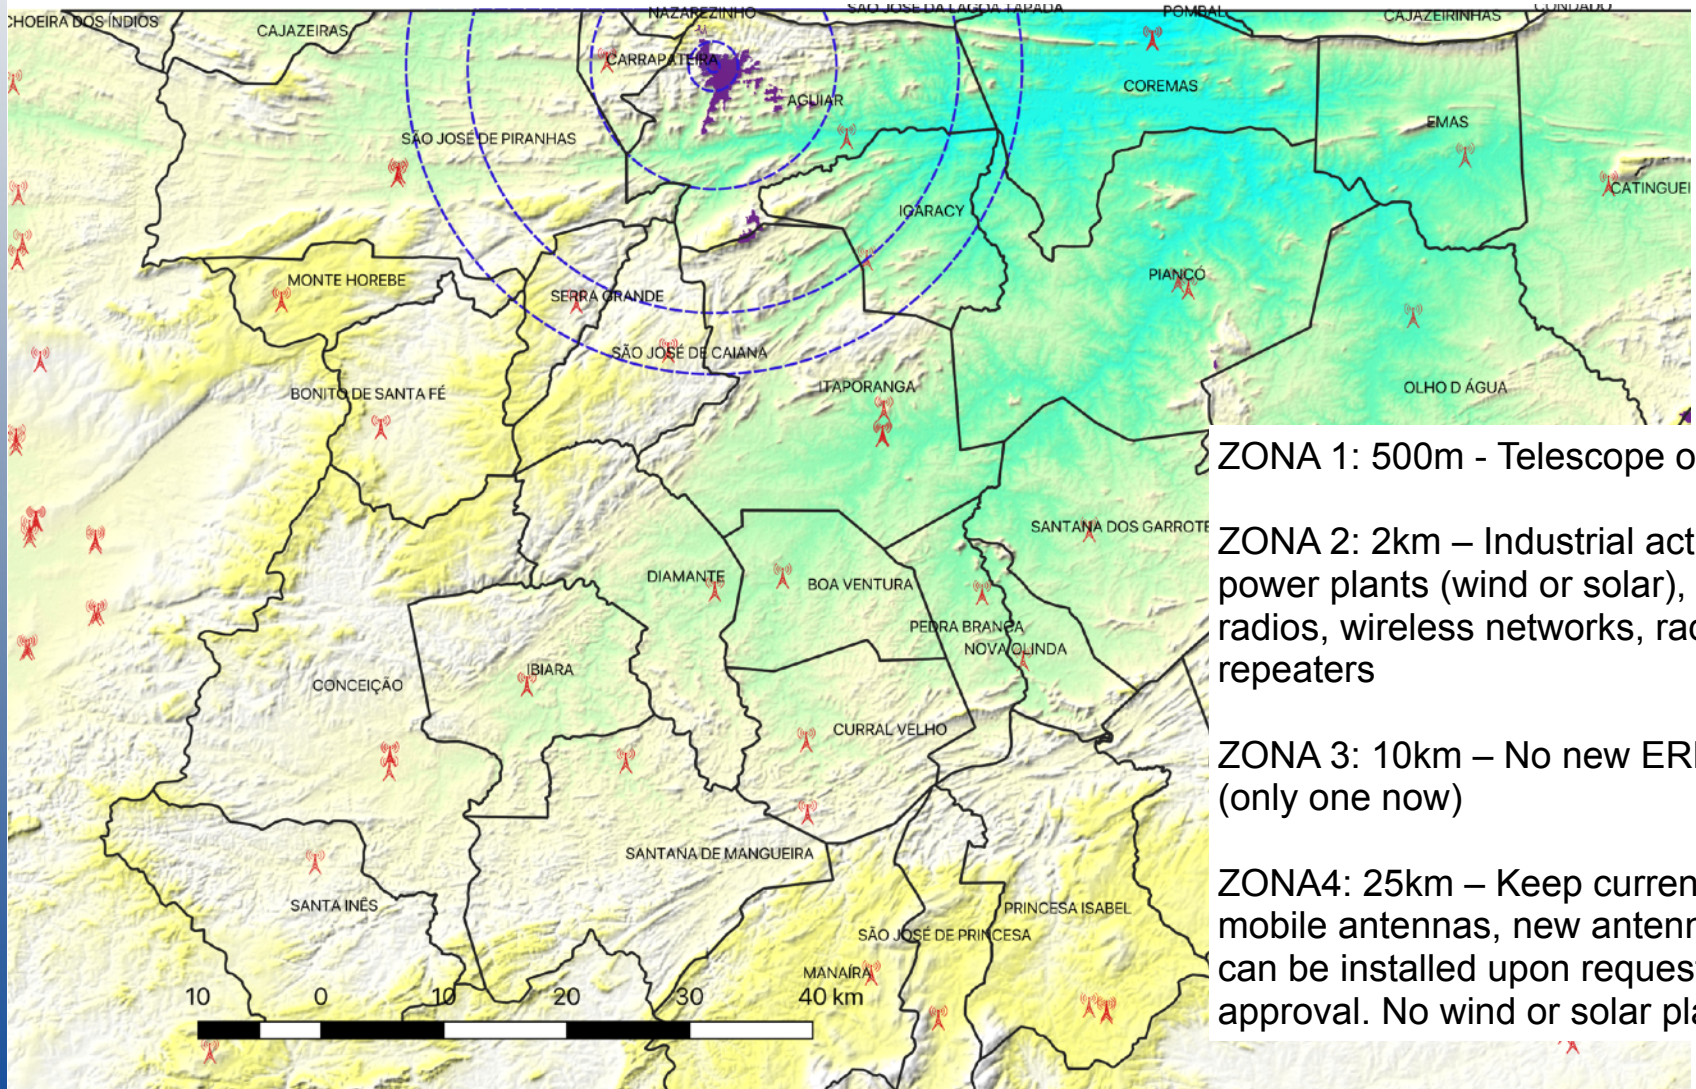 CHOEIRA DOS ÍNDIOS
CAJAZEIRAS
NAZAREZINHO
SÃO JOSÉ DA LAGOA TAPADA
POMBAL
CAJAZEIRINHAS
CONDADO
CARRAPATEIRA
AGUIAR
COREMAS
EMAS
SÃO JOSÉ DE PIRANHAS
CATINGUEI
IGARACY
MONTE HOREBE
SERRA GRANDE
PIANCÓ
SÃO JOSÉ DE CAIANA
BONITO DE SANTA FÉ
ITAPORANGA
OLHO D ÁGUA
SANTANA DOS GARROTE
DIAMANTE
BOA VENTURA
PEDRA BRANCA
NOVA OLINDA
IBIARA
CONCEIÇÃO
CURRAL VELHO
SANTANA DE MANGUEIRA
SANTA INÊS
PRINCESA ISABEL
SÃO JOSÉ DE PRINCESA
MANAÍRA
10 0 10 20 30 40 km
ZONA 1: 500m - Telescope o
ZONA 2: 2km – Industrial act
power plants (wind or solar),
radios, wireless networks, rad
repeaters
ZONA 3: 10km – No new ERI
(only one now)
ZONA4: 25km – Keep curren
mobile antennas, new antenn
can be installed upon request
approval. No wind or solar pla